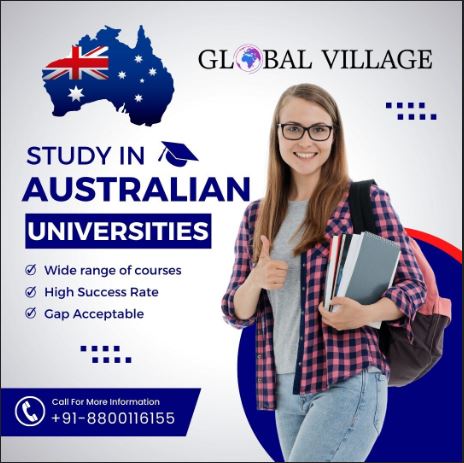 GLOBAL VILLAGE
STUDY IN
AUSTRALIAN
UNIVERSITIES
Wide range of courses
High Success Rate
Gap Acceptable
Call For More Information
+91-8800116155